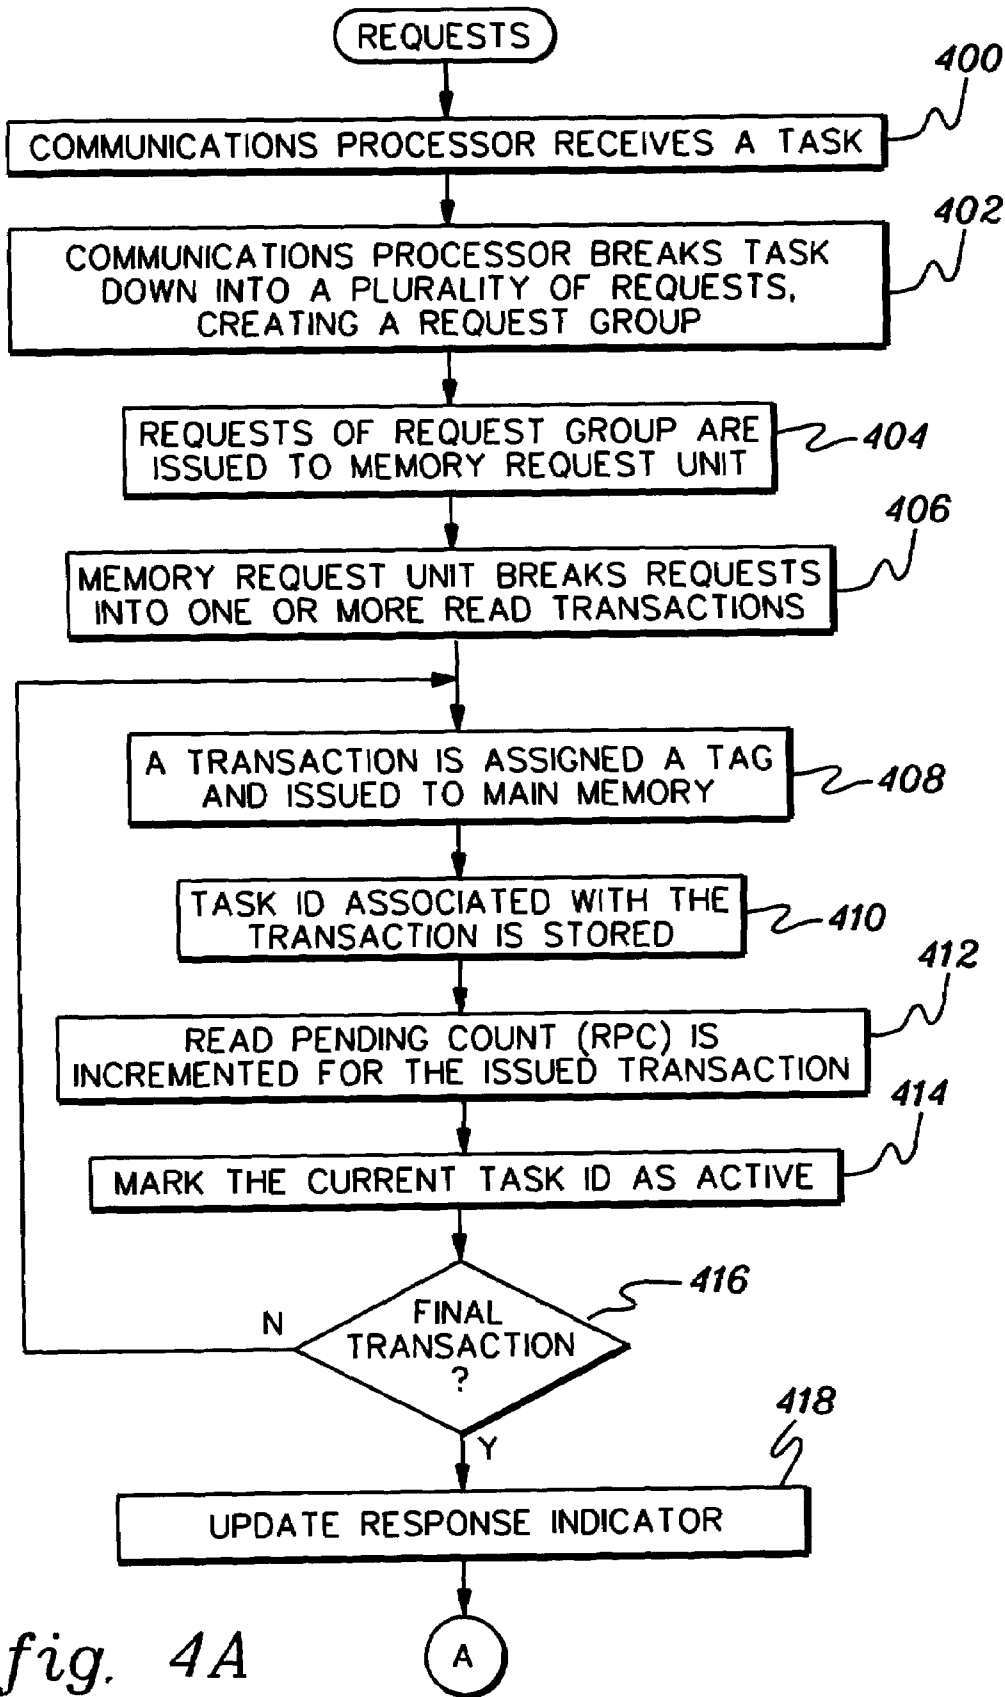 REQUESTS
400
COMMUNICATIONS PROCESSOR RECEIVES A TASK
402
COMMUNICATIONS PROCESSOR BREAKS TASK
DOWN INTO A PLURALITY OF REQUESTS,
CREATING A REQUEST GROUP
REQUESTS OF REQUEST GROUP ARE
ISSUED TO MEMORY REQUEST UNIT
404
406
MEMORY REQUEST UNIT BREAKS REQUESTS
INTO ONE OR MORE READ TRANSACTIONS
A TRANSACTION IS ASSIGNED A TAG
AND ISSUED TO MAIN MEMORY
408
TASK ID ASSOCIATED WITH THE
TRANSACTION IS STORED
410
412
READ PENDING COUNT (RPC) IS
INCREMENTED FOR THE ISSUED TRANSACTION
414
MARK THE CURRENT TASK ID AS ACTIVE
416
N
FINAL
TRANSACTION
?
Y
418
UPDATE RESPONSE INDICATOR
A
fig. 4A